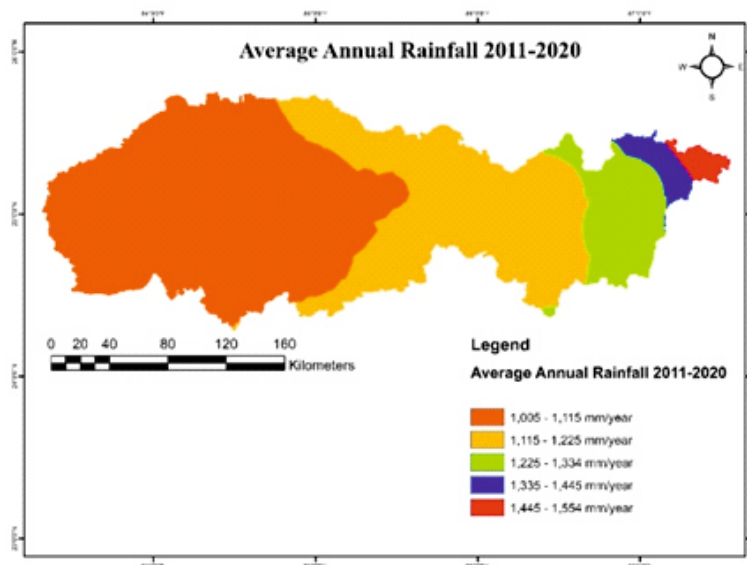 Average Annual Rainfall 2011-2020
N
W E
S
0 20 40 80 120 160
Kilometers
Legend
Average Annual Rainfall 2011-2020
1,005 - 1,115 mm/year
1,115 - 1,225 mm/year
1,225 - 1,334 mm/year
1,335 - 1,445 mm/year
1,445 - 1,554 mm/year